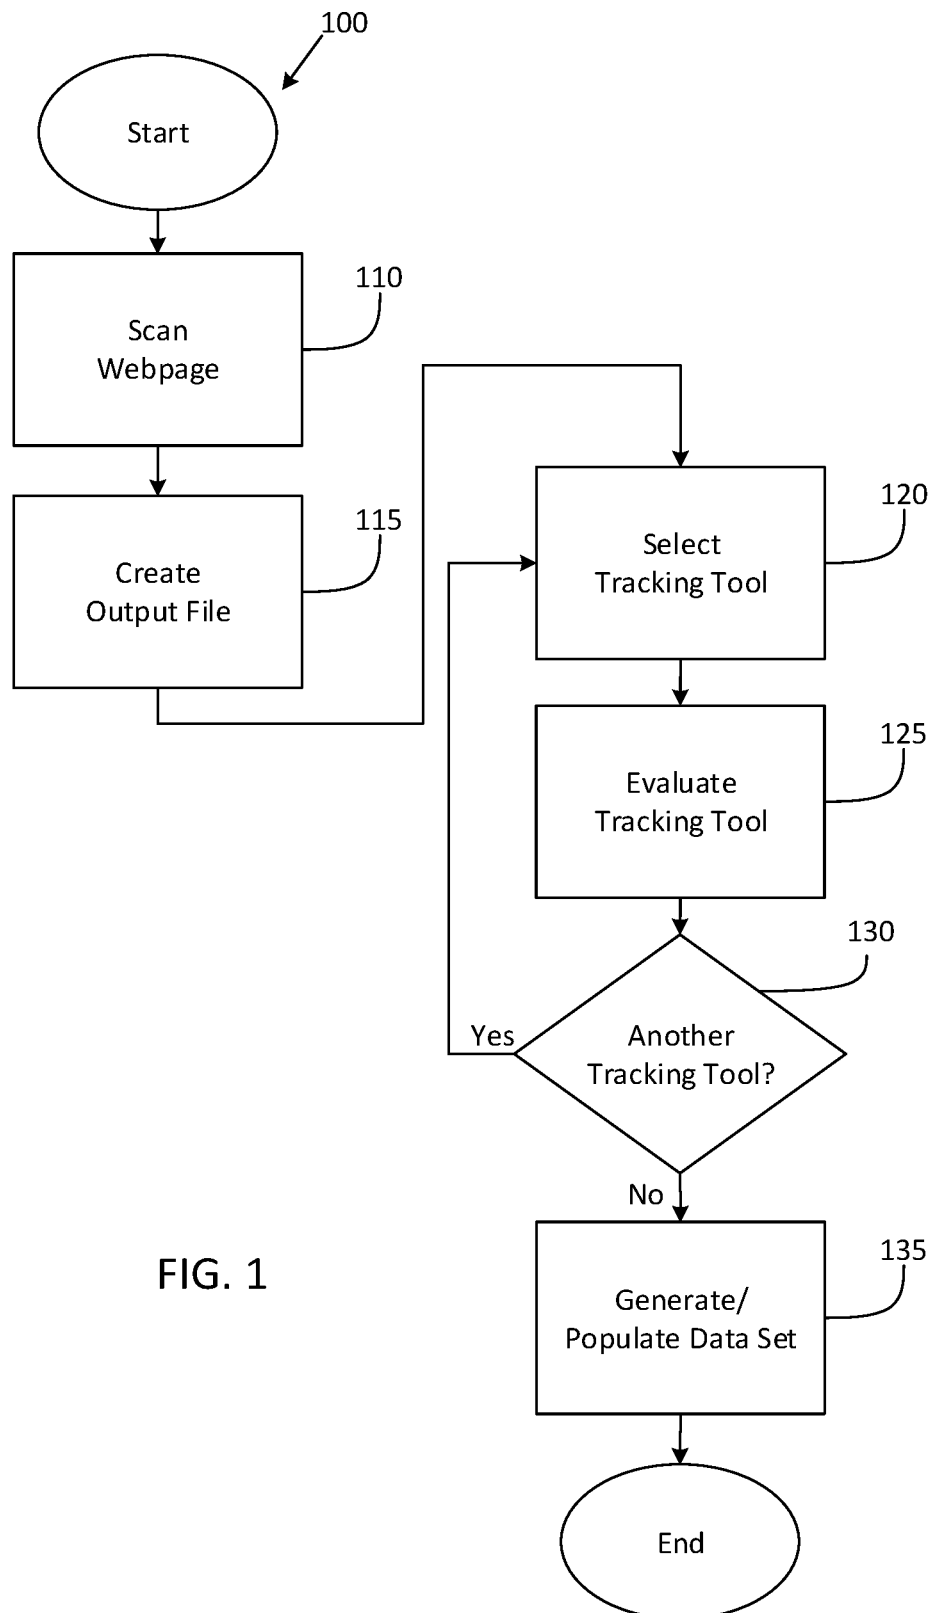 100
Start
110
Scan
Webpage
115
Create
Output File
120
Select
Tracking Tool
125
Evaluate
Tracking Tool
130
Another
Tracking Tool?
Yes
No
135
Generate/
Populate Data Set
End
FIG. 1